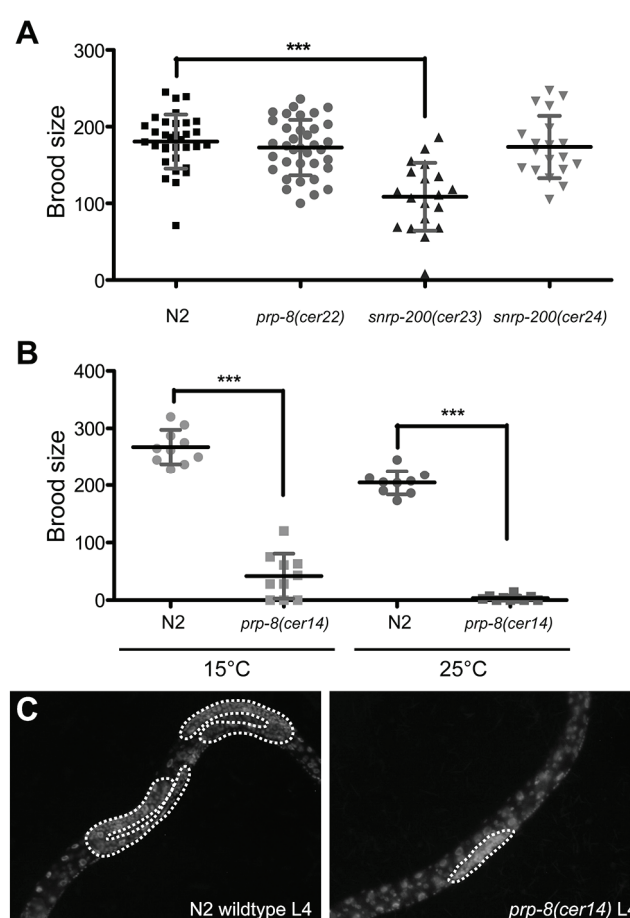 A
300
200
100
0
Brood size
***
N2
prp-8(cer22)
snrp-200(cer23)
snrp-200(cer24)
B
400
300
200
100
0
Brood size
***
***
N2
prp-8(cer14)
N2
prp-8(cer14)
15°C
25°C
C
N2 wildtype L4
prp-8(cer14) L4